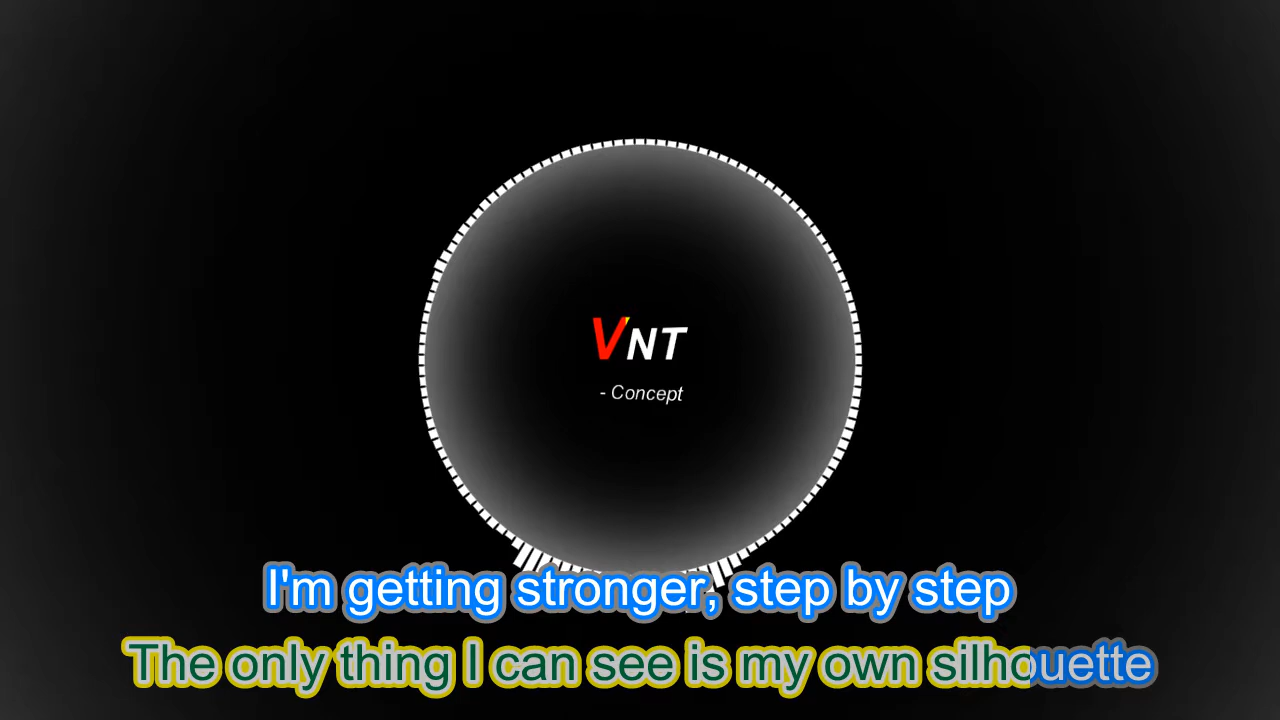 VNT
- Concept
I'm getting stronger, step by step
The only thing I can see is my own silhouette